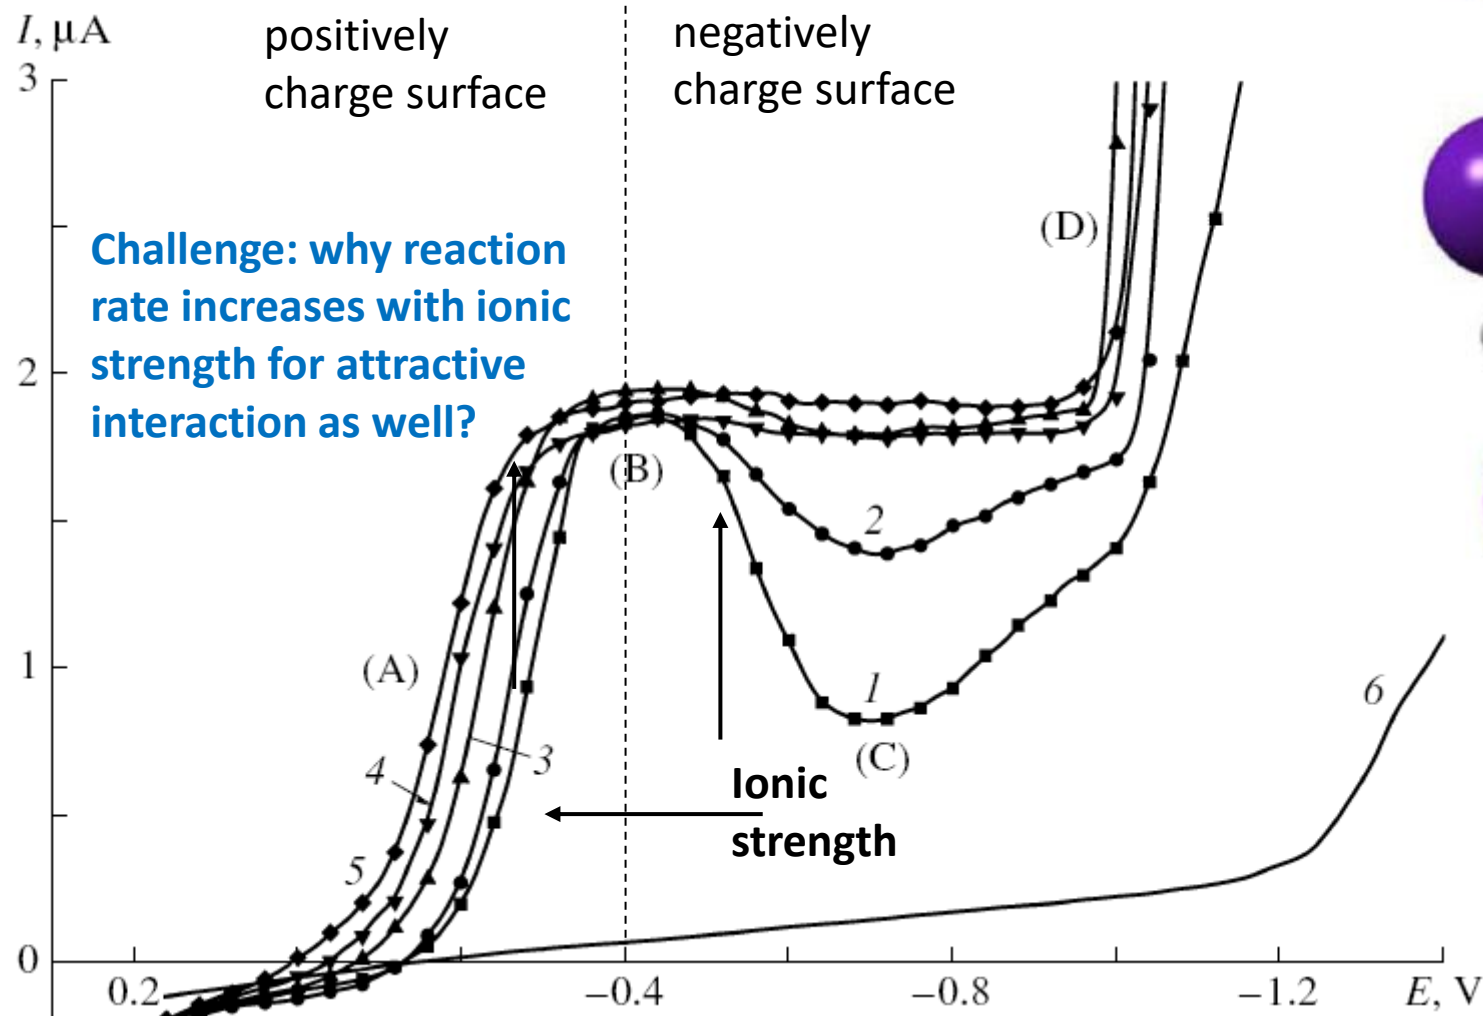 I, μA
positively
charge surface
negatively
charge surface
3
Challenge: why reaction
rate increases with ionic
strength for attractive
interaction as well?
(D)
2
(B)
2
1
(A)
1
6
3
4
(C)
Ionic
strength
5
0
0.2
−0.4
−0.8
−1.2
E, V